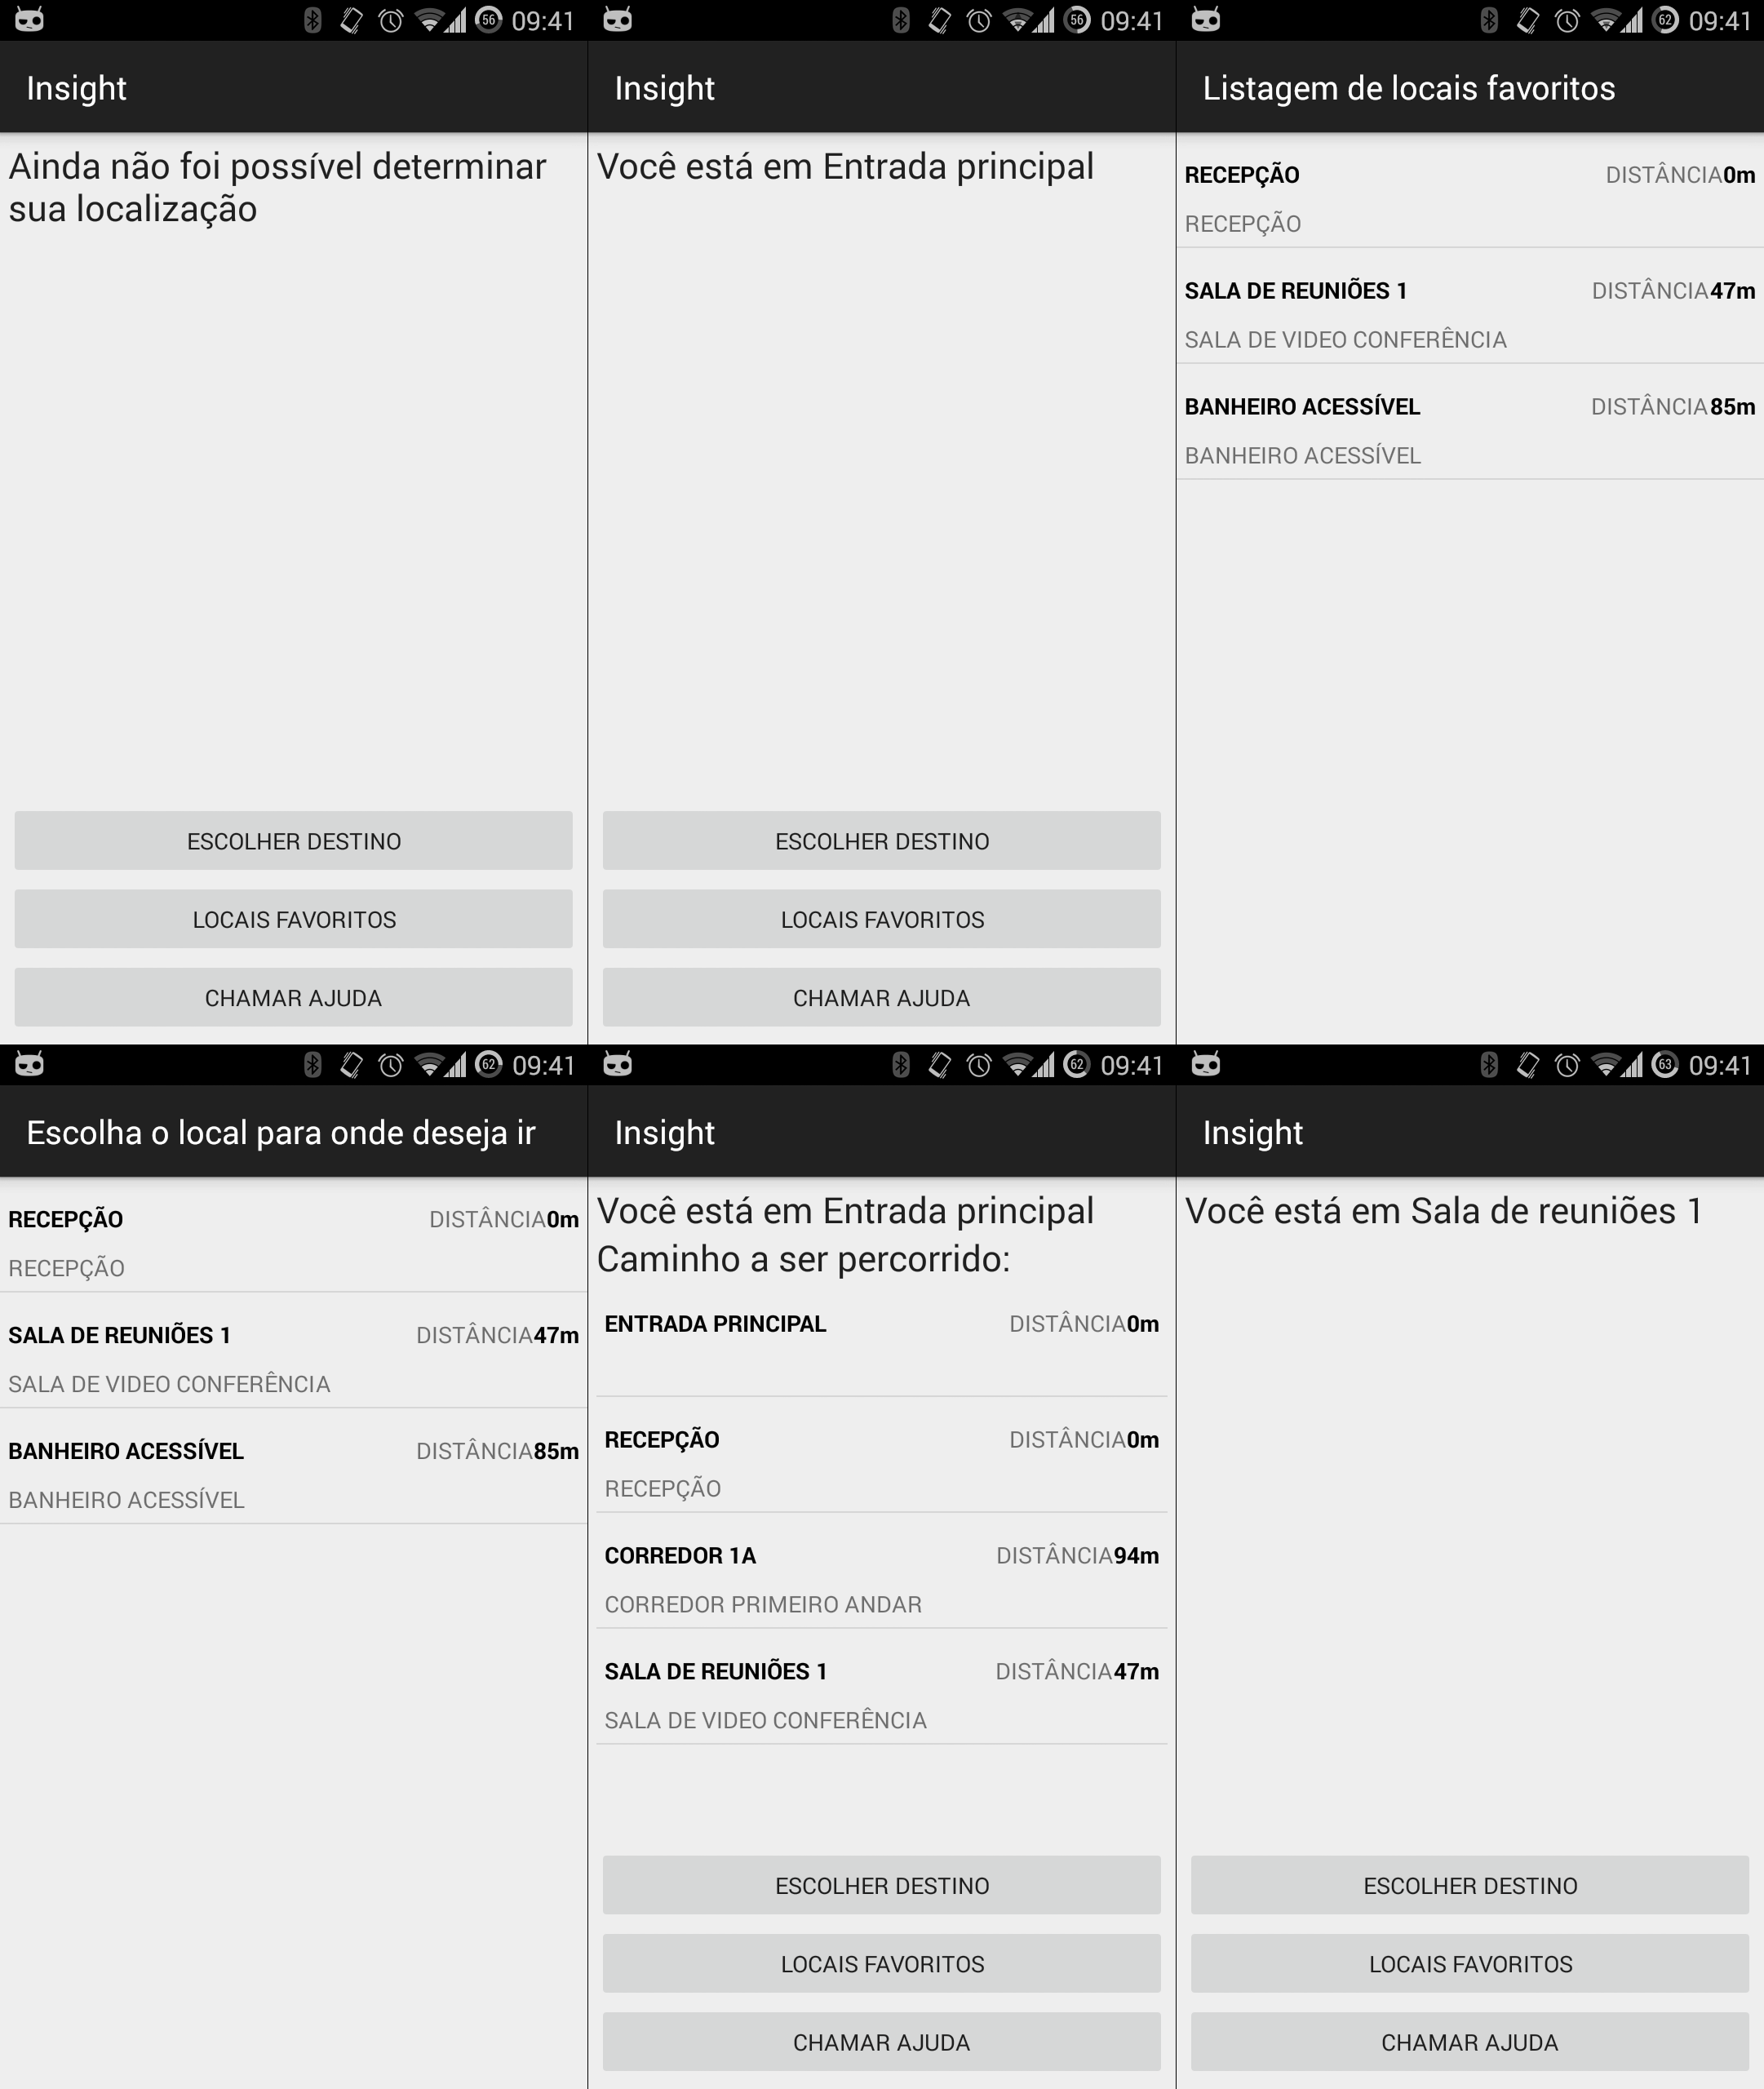 56 09:41
Insight
Ainda não foi possível determinar
sua localização
ESCOLHER DESTINO
LOCAIS FAVORITOS
CHAMAR AJUDA
56 09:41
Insight
Você está em Entrada principal
ESCOLHER DESTINO
LOCAIS FAVORITOS
CHAMAR AJUDA
62 09:41
Listagem de locais favoritos
RECEPÇÃO DISTÂNCIA0m
RECEPÇÃO
SALA DE REUNIÕES 1 DISTÂNCIA47m
SALA DE VIDEO CONFERÊNCIA
BANHEIRO ACESSÍVEL DISTÂNCIA85m
BANHEIRO ACESSÍVEL
62 09:41
Escolha o local para onde deseja ir
RECEPÇÃO DISTÂNCIA0m
RECEPÇÃO
SALA DE REUNIÕES 1 DISTÂNCIA47m
SALA DE VIDEO CONFERÊNCIA
BANHEIRO ACESSÍVEL DISTÂNCIA85m
BANHEIRO ACESSÍVEL
62 09:41
Insight
Você está em Entrada principal
Caminho a ser percorrido:
ENTRADA PRINCIPAL DISTÂNCIA0m
RECEPÇÃO DISTÂNCIA0m
RECEPÇÃO
CORREDOR 1A DISTÂNCIA94m
CORREDOR PRIMEIRO ANDAR
SALA DE REUNIÕES 1 DISTÂNCIA47m
SALA DE VIDEO CONFERÊNCIA
ESCOLHER DESTINO
LOCAIS FAVORITOS
CHAMAR AJUDA
63 09:41
Insight
Você está em Sala de reuniões 1
ESCOLHER DESTINO
LOCAIS FAVORITOS
CHAMAR AJUDA